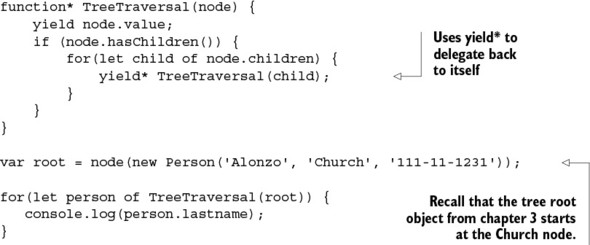 function* TreeTraversal(node) {
    yield node.value;
    if (node.hasChildren()) {
        for(let child of node.children) {
            yield* TreeTraversal(child);
        }
    }
}
Uses yield* to
delegate back
to itself
var root = node(new Person('Alonzo', 'Church', '111-11-1231'));
for(let person of TreeTraversal(root)) {
    console.log(person.lastname);
}
Recall that the tree root
object from chapter 3 starts
at the Church node.